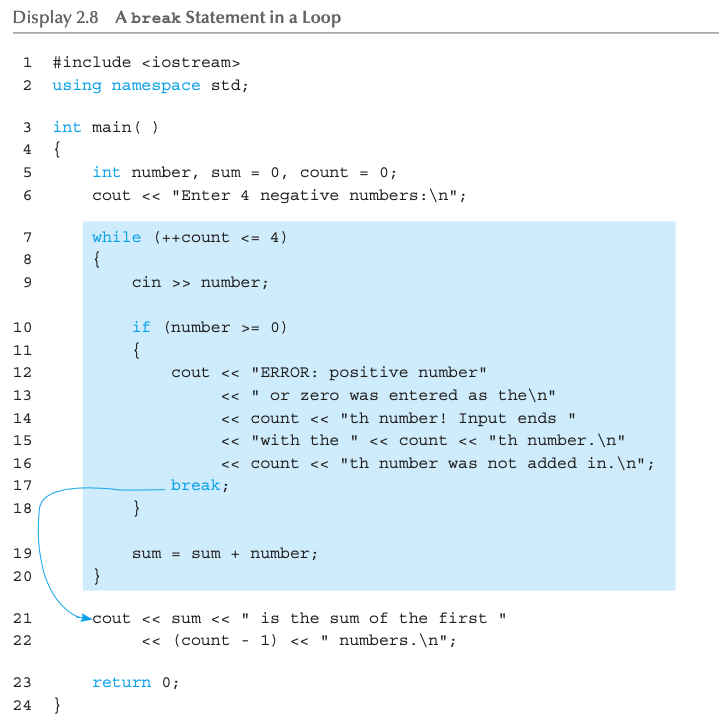 Display 2.8 A break Statement in a Loop
1 #include <iostream>
2 using namespace std;
3 int main( )
4 {
5     int number, sum = 0, count = 0;
6     cout << "Enter 4 negative numbers:\n";
7     while (++count <= 4)
8     {
9         cin >> number;
10         if (number >= 0)
11         {
12             cout << "ERROR: positive number"
13                  << " or zero was entered as the\n"
14                  << count << "th number! Input ends "
15                  << "with the " << count << "th number.\n"
16                  << count << "th number was not added in.\n";
17             break;
18         }
19         sum = sum + number;
20     }
21     cout << sum << " is the sum of the first "
22          << (count - 1) << " numbers.\n";
23     return 0;
24 }